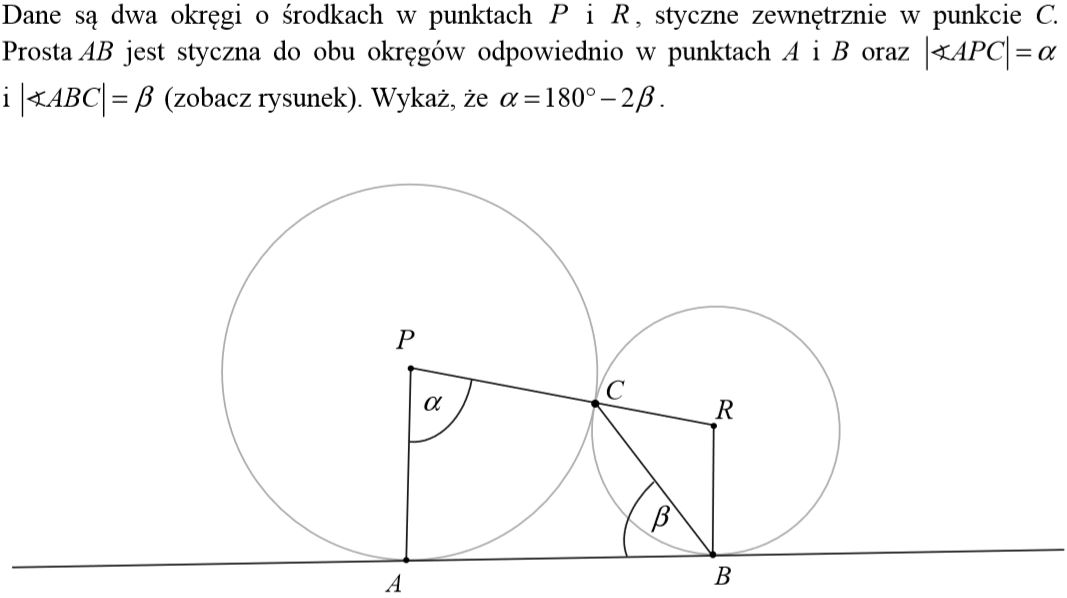 Dane są dwa okręgi o środkach w punktach P i R, styczne zewnętrznie w punkcie C.
Prosta AB jest styczna do obu okręgów odpowiednio w punktach A i B oraz |∢APC| = α
i |∢ABC| = β (zobacz rysunek). Wykaż, że α = 180° − 2β.
P
C
α
R
β
A
B